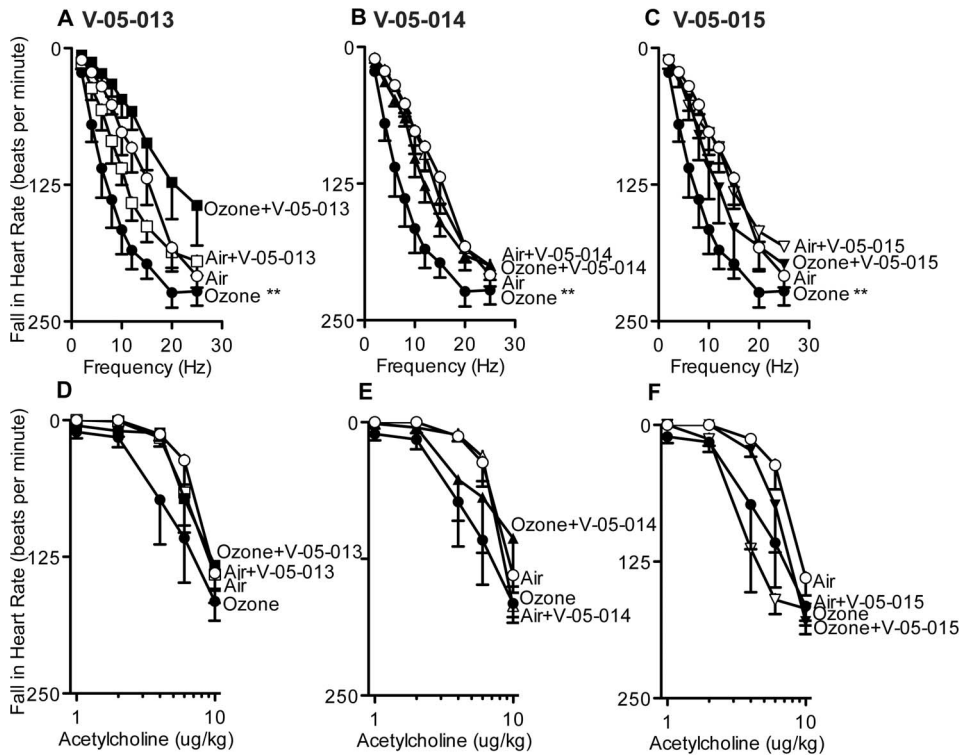 A V-05-013
B V-05-014
C V-05-015
Fall in Heart Rate (beats per minute)
0
125
250
0 10 20 30
Frequency (Hz)
Ozone+V-05-013
Air+V-05-013
Air
Ozone **
0
125
250
0 10 20 30
Frequency (Hz)
Air+V-05-014
Ozone+V-05-014
Air
Ozone **
0
125
250
0 10 20 30
Frequency (Hz)
Air+V-05-015
Ozone+V-05-015
Air
Ozone **
D
E
F
Fall in Heart Rate (beats per minute)
0
125
250
1 10
Acetylcholine (ug/kg)
Ozone+V-05-013
Air+V-05-013
Air
Ozone
0
125
250
1 10
Acetylcholine (ug/kg)
Ozone+V-05-014
Air
Ozone
Air+V-05-014
0
125
250
1 10
Acetylcholine (ug/kg)
Air
Air+V-05-015
Ozone
Ozone+V-05-015